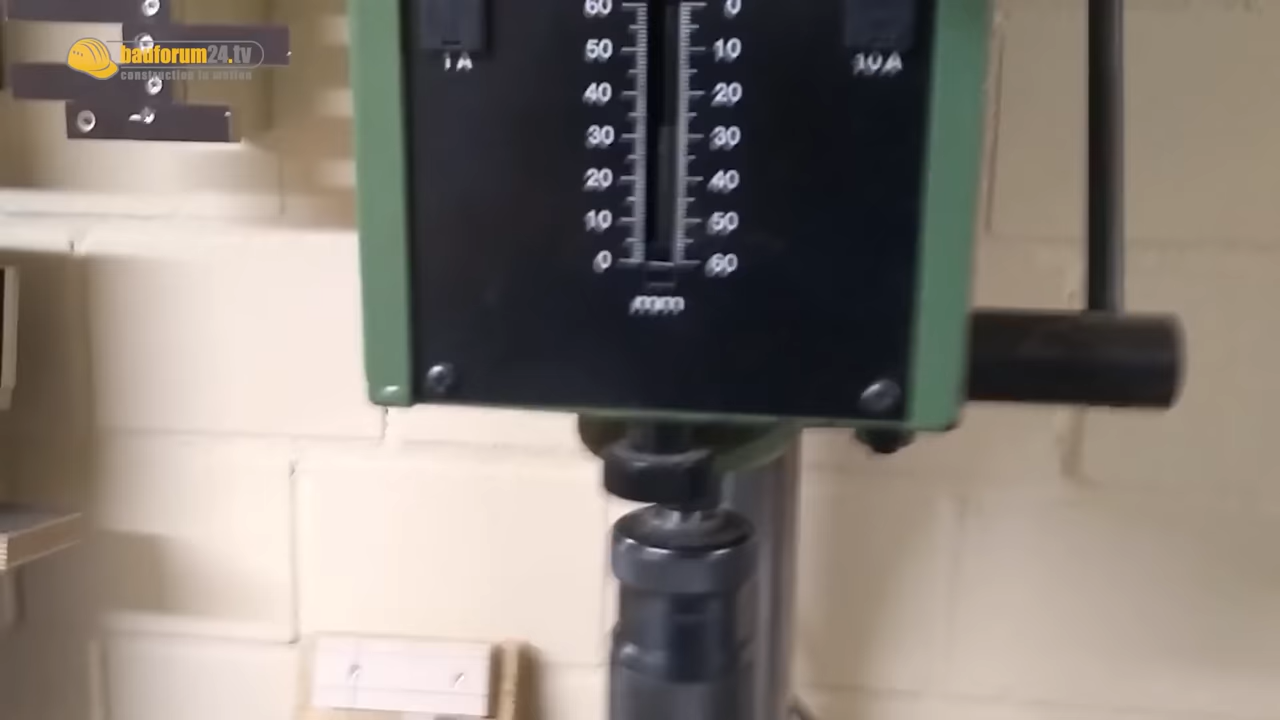 badforum24.tv
construction in motion
60 0
50 10
40 20
30 30
20 40
10 50
0 60
mm
1A
10A